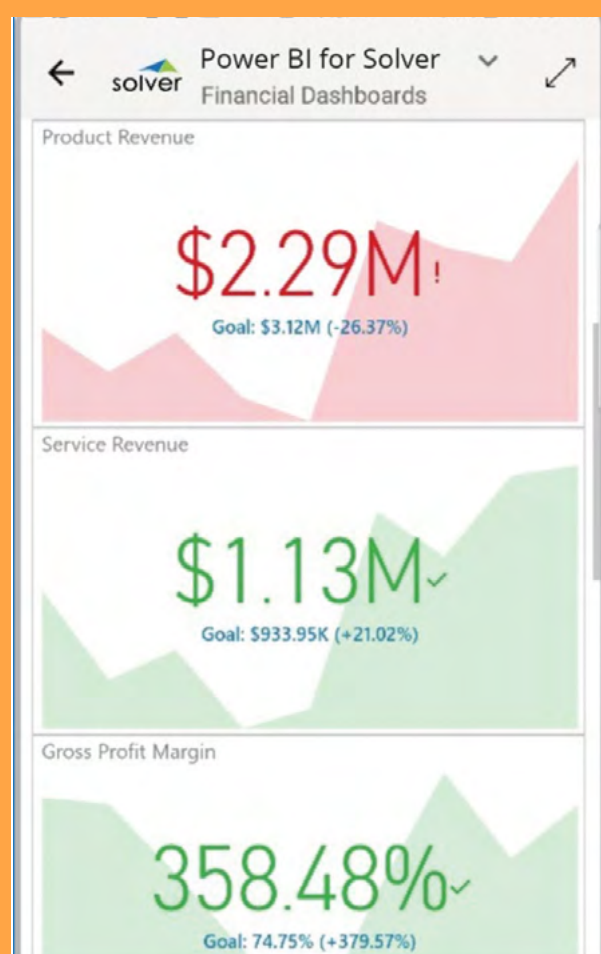 solver
Power BI for Solver
Financial Dashboards
Product Revenue
$2.29M!
Goal: $3.12M (-26.37%)
Service Revenue
$1.13M✓
Goal: $933.95K (+21.02%)
Gross Profit Margin
358.48%✓
Goal: 74.75% (+379.57%)